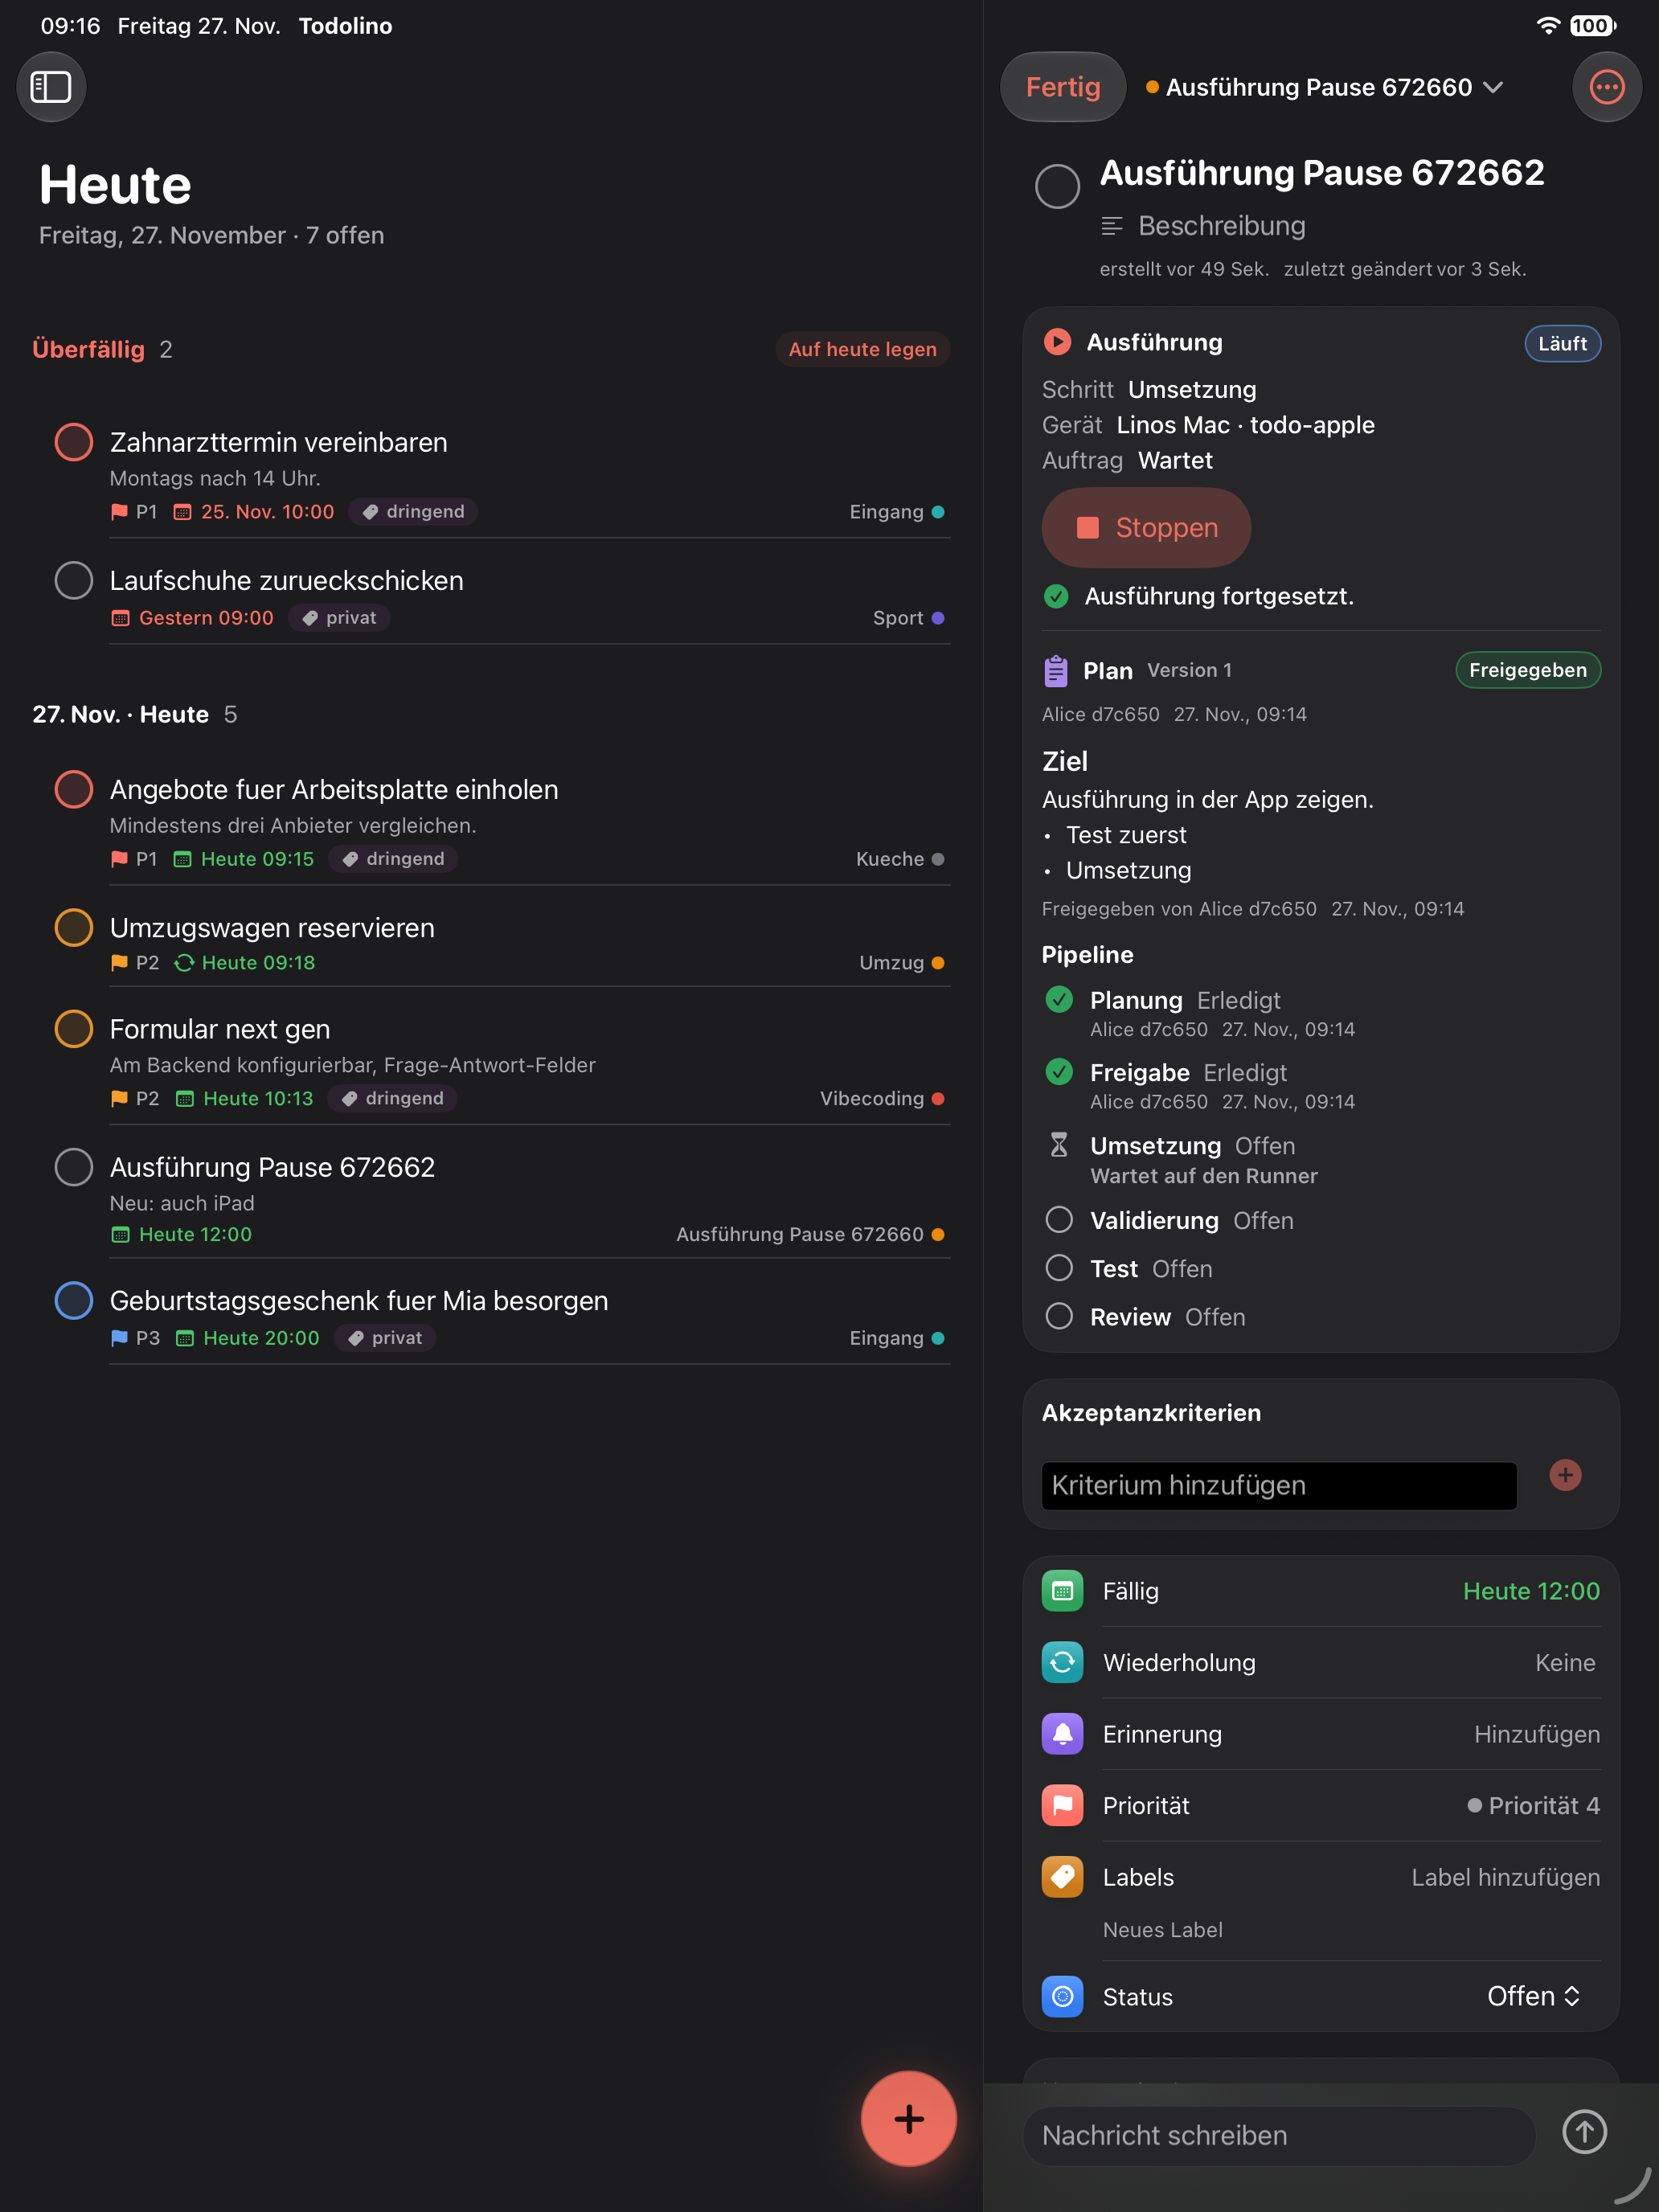 09:16 Freitag 27. Nov. Todolino
100
Heute
Freitag, 27. November · 7 offen
Überfällig 2
Auf heute legen
Zahnarzttermin vereinbaren
Montags nach 14 Uhr.
P1 25. Nov. 10:00 dringend
Eingang
Laufschuhe zurueckschicken
Gestern 09:00 privat
Sport
27. Nov. · Heute 5
Angebote fuer Arbeitsplatte einholen
Mindestens drei Anbieter vergleichen.
P1 Heute 09:15 dringend
Kueche
Umzugswagen reservieren
P2 Heute 09:18
Umzug
Formular next gen
Am Backend konfigurierbar, Frage-Antwort-Felder
P2 Heute 10:13 dringend
Vibecoding
Ausführung Pause 672662
Neu: auch iPad
Heute 12:00
Ausführung Pause 672660
Geburtstagsgeschenk fuer Mia besorgen
P3 Heute 20:00 privat
Eingang
Fertig
Ausführung Pause 672660
Ausführung Pause 672662
Beschreibung
erstellt vor 49 Sek. zuletzt geändert vor 3 Sek.
Ausführung
Läuft
Schritt Umsetzung
Gerät Linos Mac · todo-apple
Auftrag Wartet
Stoppen
Ausführung fortgesetzt.
Plan Version 1
Freigegeben
Alice d7c650 27. Nov., 09:14
Ziel
Ausführung in der App zeigen.
• Test zuerst
• Umsetzung
Freigegeben von Alice d7c650 27. Nov., 09:14
Pipeline
Planung Erledigt
Alice d7c650 27. Nov., 09:14
Freigabe Erledigt
Alice d7c650 27. Nov., 09:14
Umsetzung Offen
Wartet auf den Runner
Validierung Offen
Test Offen
Review Offen
Akzeptanzkriterien
Kriterium hinzufügen
Fällig Heute 12:00
Wiederholung Keine
Erinnerung Hinzufügen
Priorität Priorität 4
Labels Label hinzufügen
Neues Label
Status Offen
Nachricht schreiben